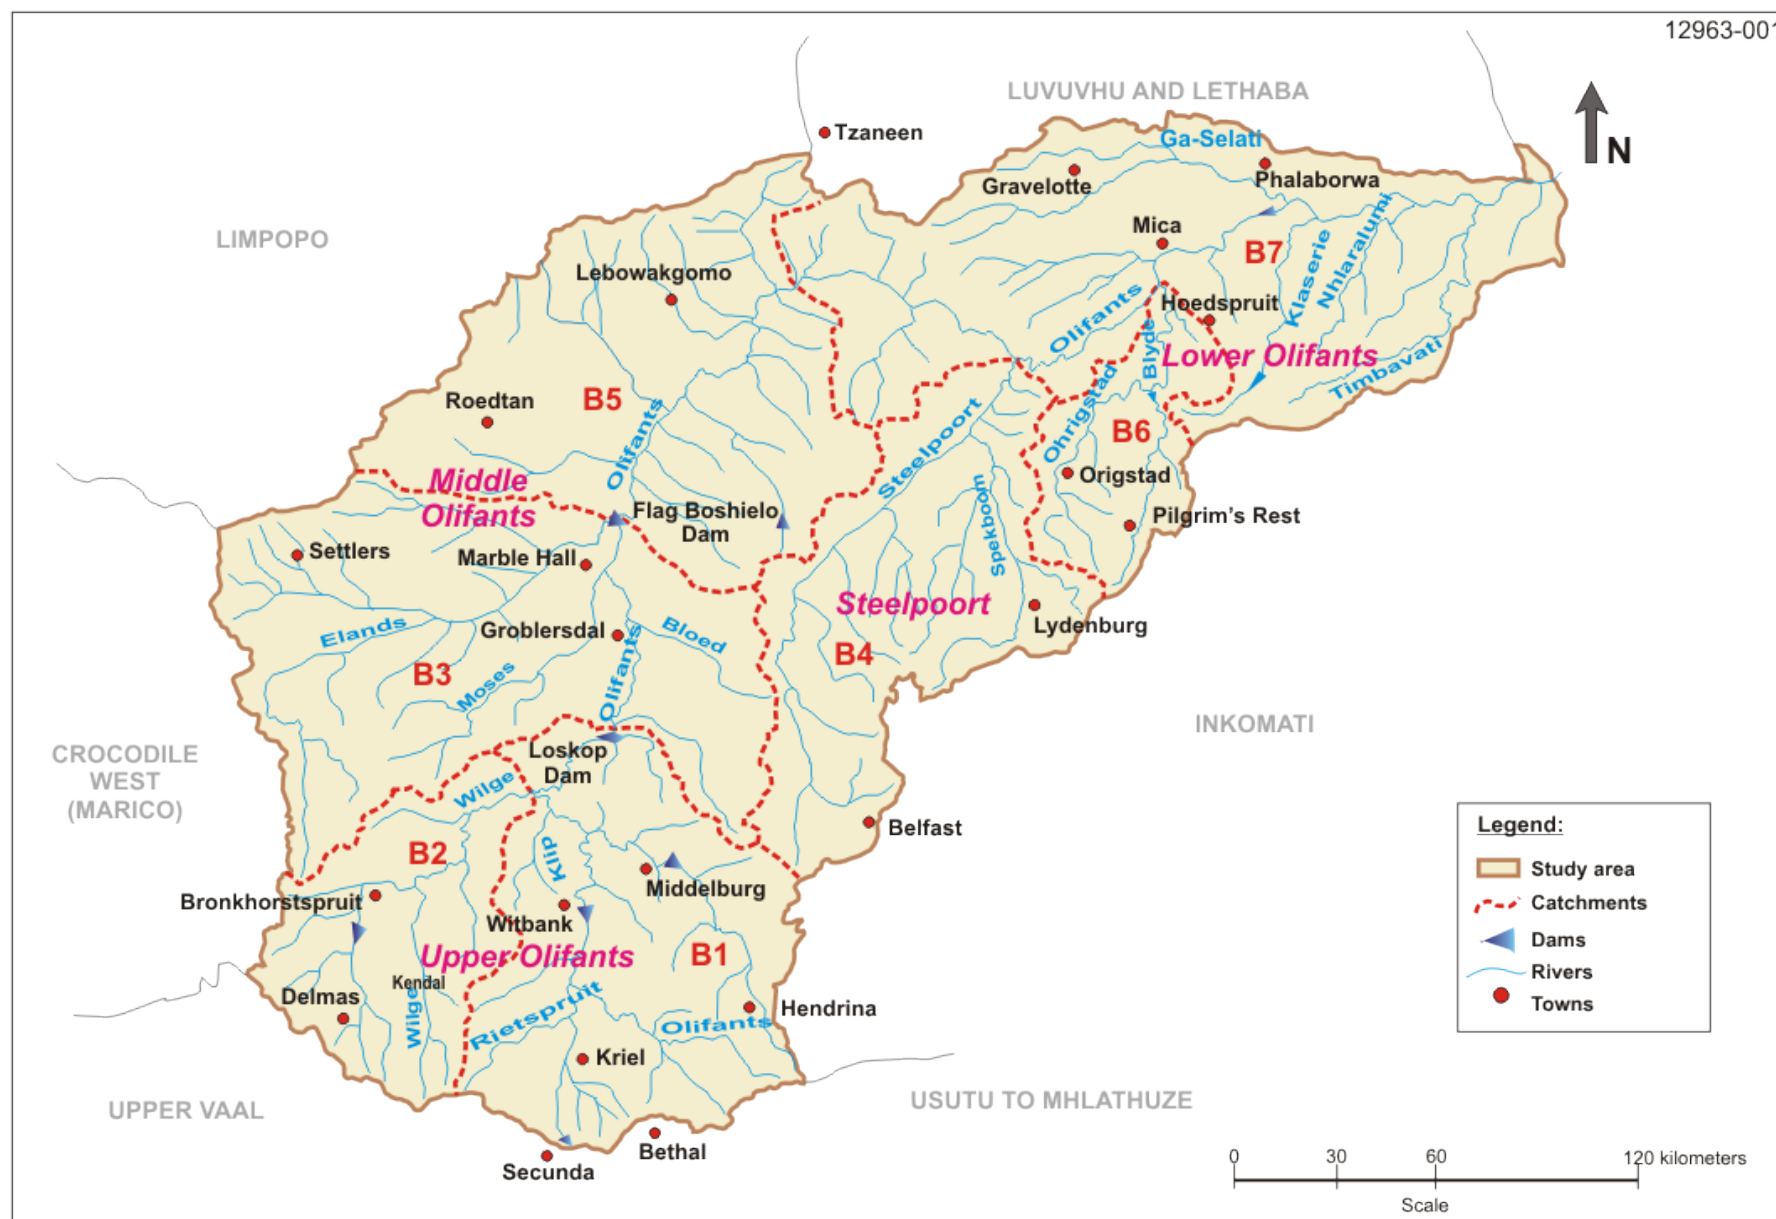 12963-001
LUVUVHU AND LETHABA
Tzaneen
Ga-Selati
N
Gravelotte
Phalaborwa
LIMPOPO
Mica
B7
Klaserie
Nhlaralumi
Lebowakgomo
Olifants
Hoedspruit
Blyde
Lower Olifants
Timbavati
Roedtan
B5
Olifants
Steelpoort
Ohrigstad
B6
Origstad
Middle
Olifants
Flag Boshielo
Dam
Spekboom
Pilgrim's Rest
Settlers
Marble Hall
Steelpoort
Lydenburg
Elands
Groblersdal
Olifants
Bloed
B4
B3
Moses
INKOMATI
CROCODILE
WEST
(MARICO)
Loskop
Dam
Wilge
Belfast
B2
Klip
Middelburg
Bronkhorstspruit
Witbank
Upper Olifants
B1
Kendal
Delmas
Wilge
Rietspruit
Olifants
Hendrina
Kriel
UPPER VAAL
USUTU TO MHLATHUZE
Bethal
Secunda
Legend:
Study area
Catchments
Dams
Rivers
Towns
0 30 60 120 kilometers
Scale